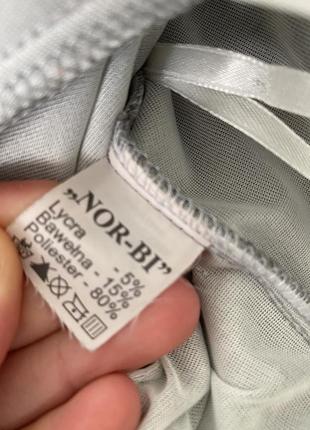 „NOR-BI”
Lycra - 5%
Bawełna - 15%
Poliester - 80%